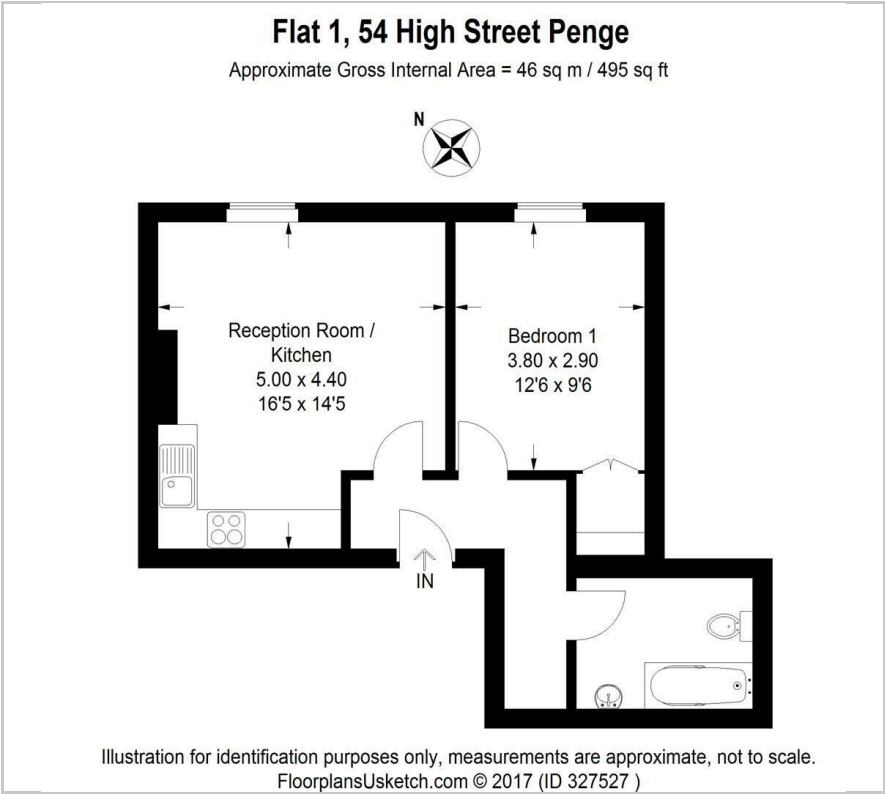 Flat 1, 54 High Street Penge
Approximate Gross Internal Area = 46 sq m / 495 sq ft
N
Reception Room /
Kitchen
5.00 x 4.40
16'5 x 14'5
Bedroom 1
3.80 x 2.90
12'6 x 9'6
IN
Illustration for identification purposes only, measurements are approximate, not to scale.
FloorplansUsketch.com © 2017 (ID 327527 )